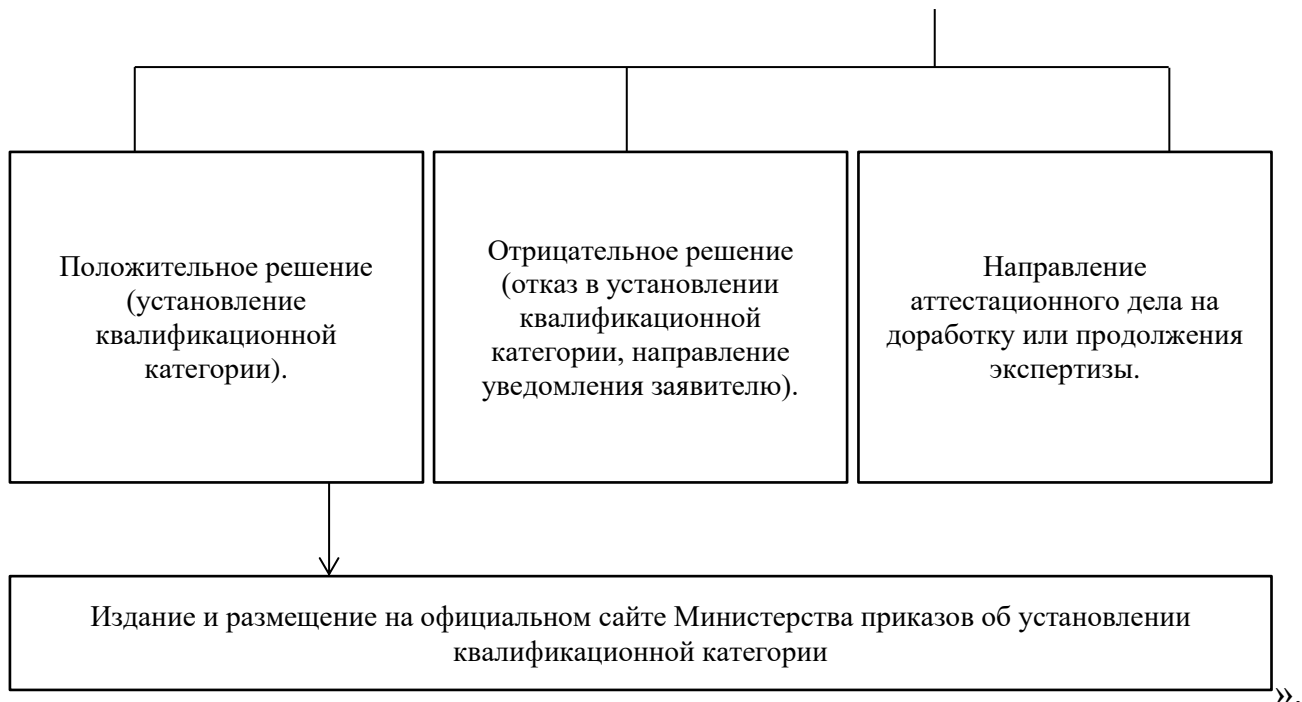 Положительное решение
(установление
квалификационной
категории).
Отрицательное решение
(отказ в установлении
квалификационной
категории, направление
уведомления заявителю).
Направление
аттестационного дела на
доработку или продолжения
экспертизы.
Издание и размещение на официальном сайте Министерства приказов об установлении
квалификационной категории
».